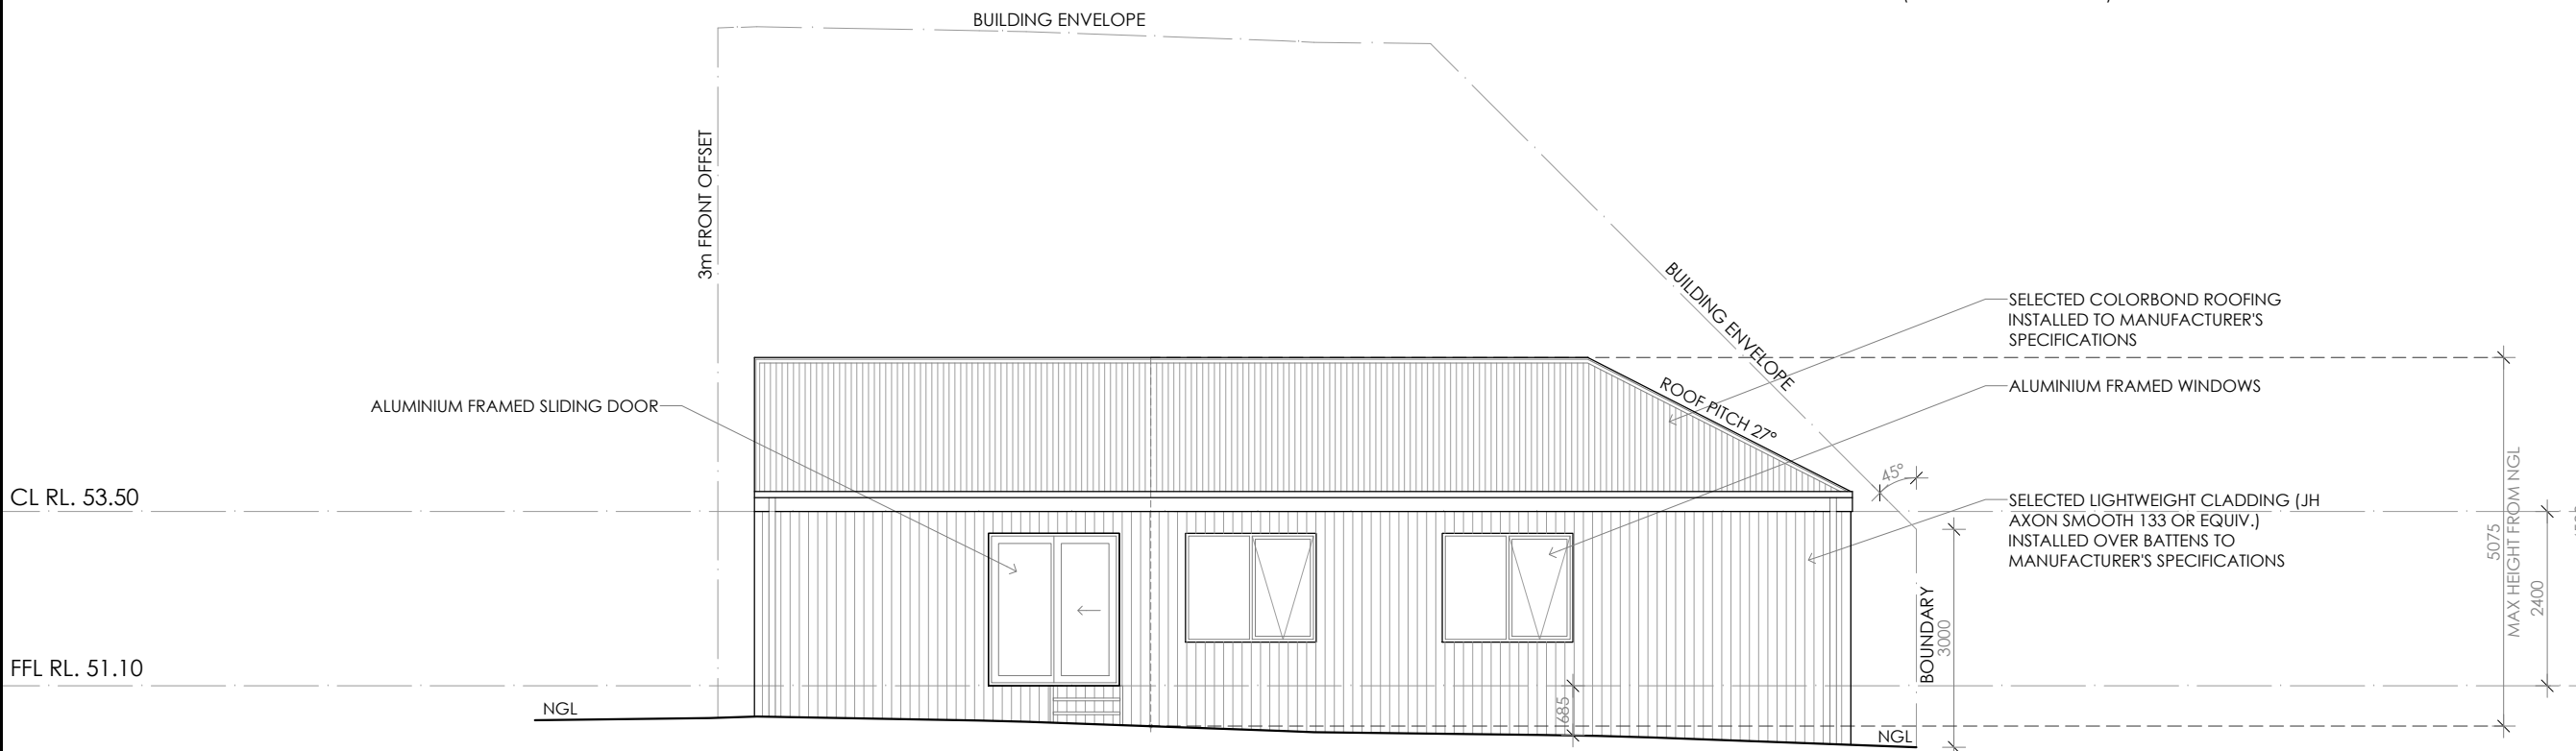 BUILDING ENVELOPE
3m FRONT OFFSET
BUILDING ENVELOPE
SELECTED COLORBOND ROOFING
INSTALLED TO MANUFACTURER'S
SPECIFICATIONS
ROOF PITCH 27°
ALUMINIUM FRAMED WINDOWS
ALUMINIUM FRAMED SLIDING DOOR
45°
CL RL. 53.50
SELECTED LIGHTWEIGHT CLADDING (JH
AXON SMOOTH 133 OR EQUIV.)
INSTALLED OVER BATTENS TO
MANUFACTURER'S SPECIFICATIONS
5075
MAX HEIGHT FROM NGL
2400
BOUNDARY
3000
FFL RL. 51.10
685
NGL
NGL